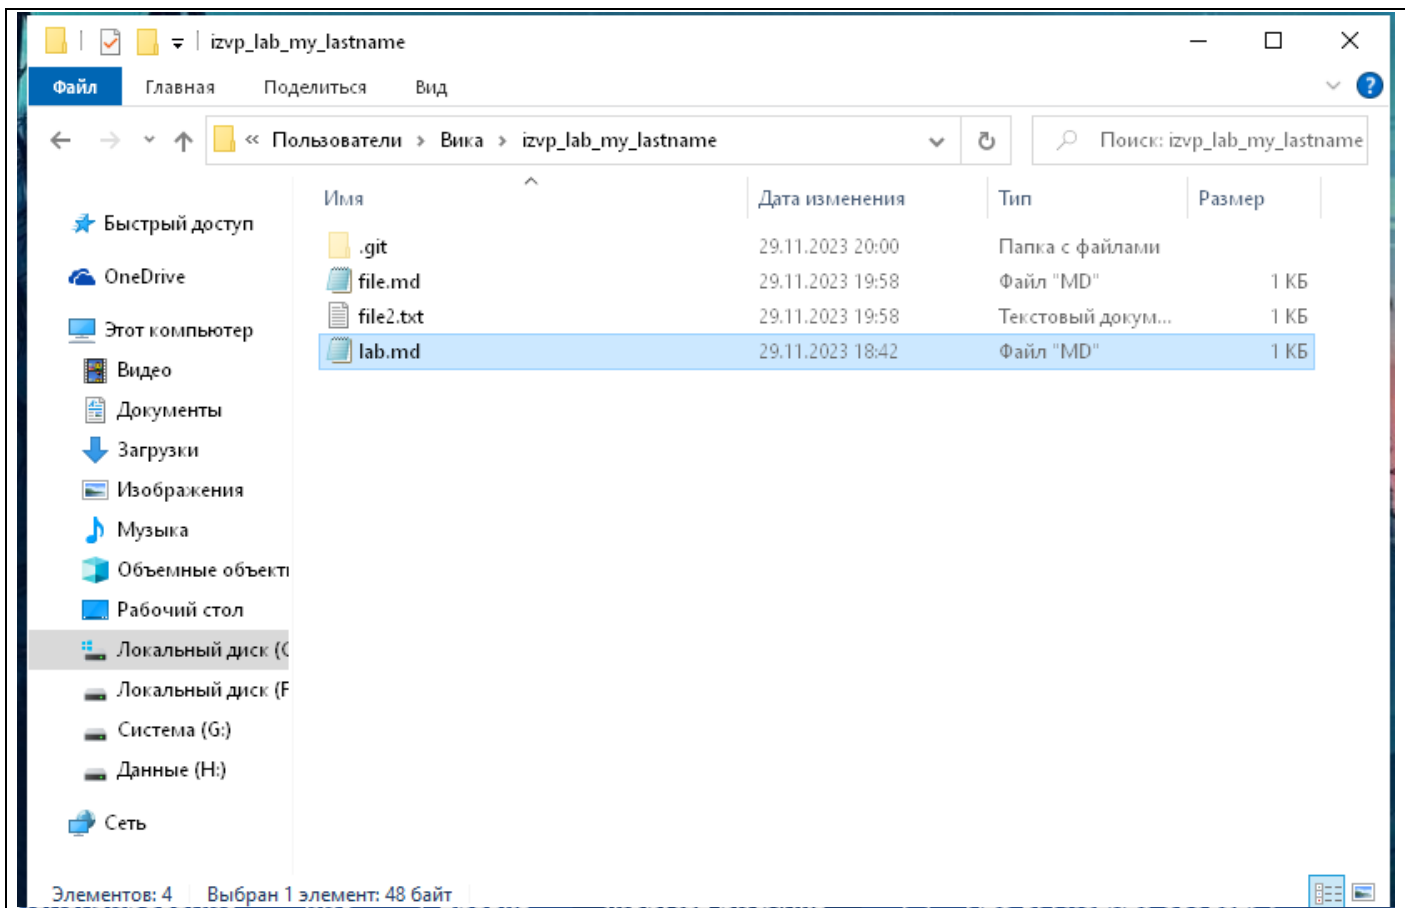 izvp_lab_my_lastname
Файл Главная Поделиться Вид
« Пользователи › Вика › izvp_lab_my_lastname Поиск: izvp_lab_my_lastname
Имя Дата изменения Тип Размер
.git 29.11.2023 20:00 Папка с файлами
file.md 29.11.2023 19:58 Файл "MD" 1 КБ
file2.txt 29.11.2023 19:58 Текстовый докум... 1 КБ
lab.md 29.11.2023 18:42 Файл "MD" 1 КБ
Быстрый доступ
OneDrive
Этот компьютер
Видео
Документы
Загрузки
Изображения
Музыка
Объемные объекты
Рабочий стол
Локальный диск (C
Локальный диск (F
Система (G:)
Данные (H:)
Сеть
Элементов: 4 Выбран 1 элемент: 48 байт